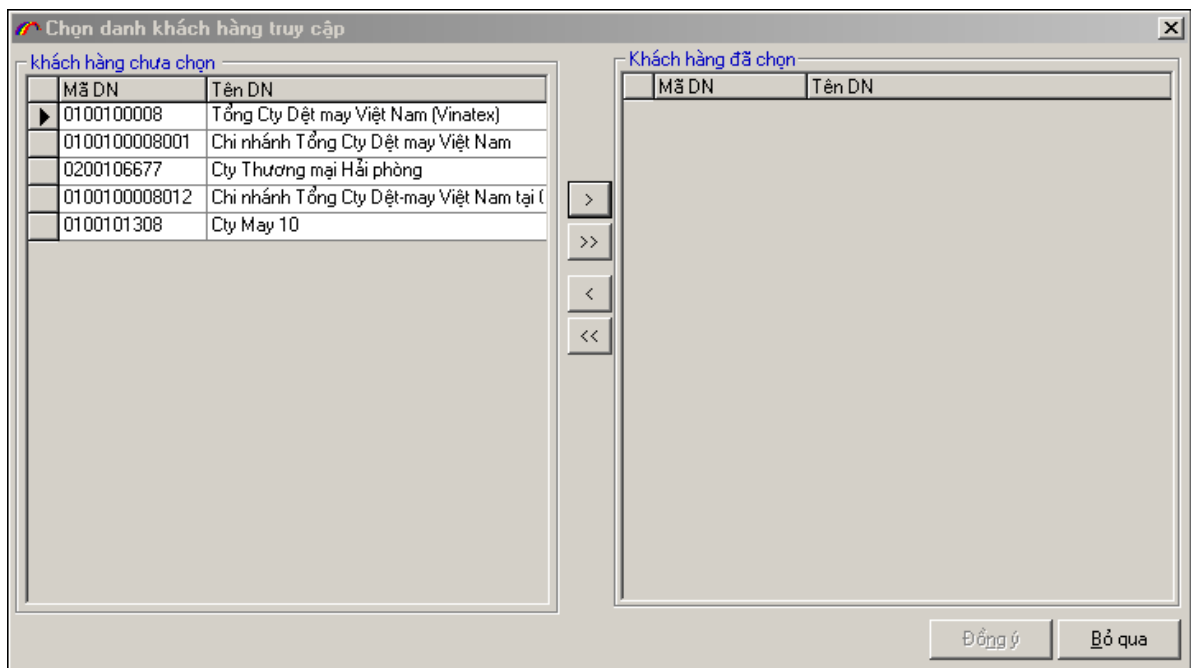 Chọn danh khách hàng truy cập
khách hàng chưa chọn
Mã DN Tên DN
0100100008 Tổng Cty Dệt may Việt Nam (Vinatex)
0100100008001 Chi nhánh Tổng Cty Dệt may Việt Nam
0200106677 Cty Thương mại Hải phòng
0100100008012 Chi nhánh Tổng Cty Dệt-may Việt Nam tại (
0100101308 Cty May 10
>
>>
<
<<
Khách hàng đã chọn
Mã DN Tên DN
Đồng ý Bỏ qua